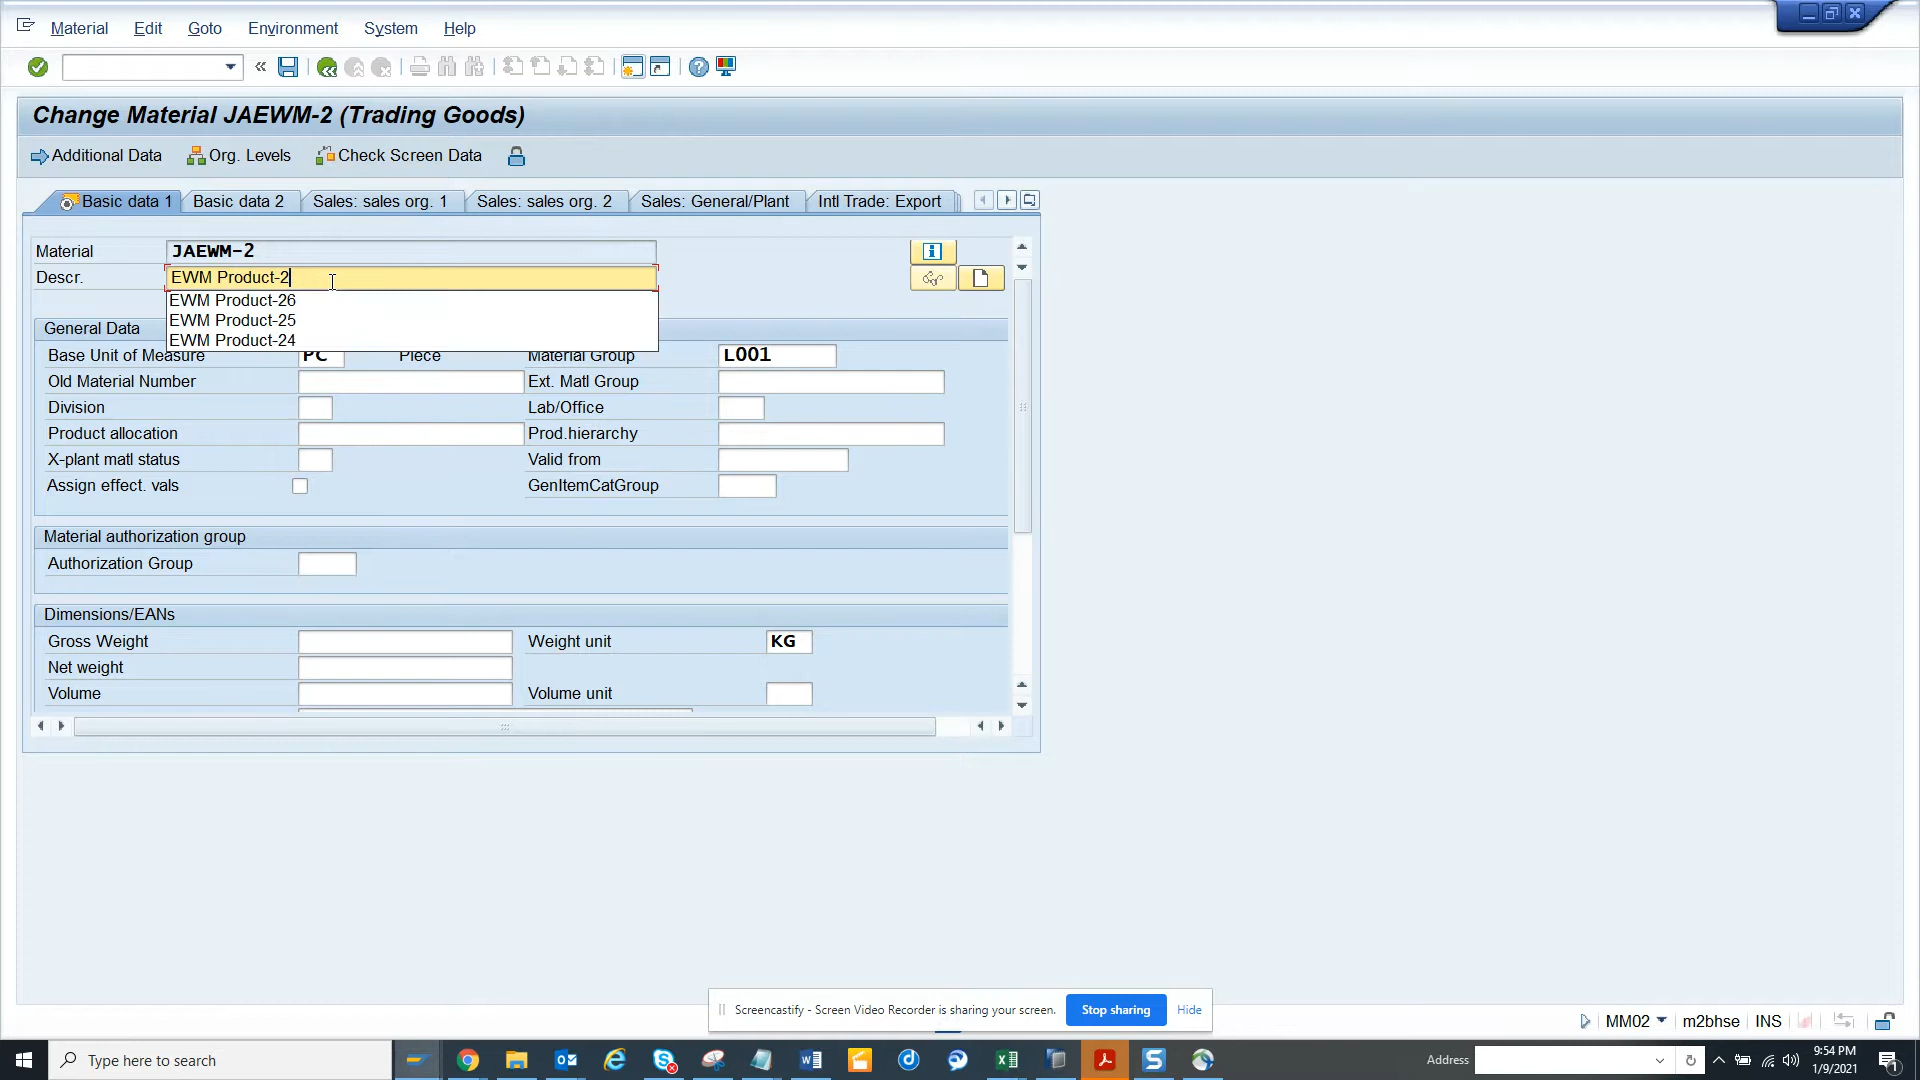 Material Edit Goto Environment System Help
Change Material JAEWM-2 (Trading Goods)
Additional Data Org. Levels Check Screen Data
Basic data 1 Basic data 2 Sales: sales org. 1 Sales: sales org. 2 Sales: General/Plant Intl Trade: Export
Material JAEWM-2
Descr. EWM Product-2
EWM Product-26
EWM Product-25
EWM Product-24
General Data
Base Unit of Measure PC Piece Material Group L001
Old Material Number Ext. Matl Group
Division Lab/Office
Product allocation Prod.hierarchy
X-plant matl status Valid from
Assign effect. vals GenItemCatGroup
Material authorization group
Authorization Group
Dimensions/EANs
Gross Weight Weight unit KG
Net weight
Volume Volume unit
Screencastify - Screen Video Recorder is sharing your screen. Stop sharing Hide
MM02 m2bhse INS
Type here to search Address 9:54 PM
1/9/2021